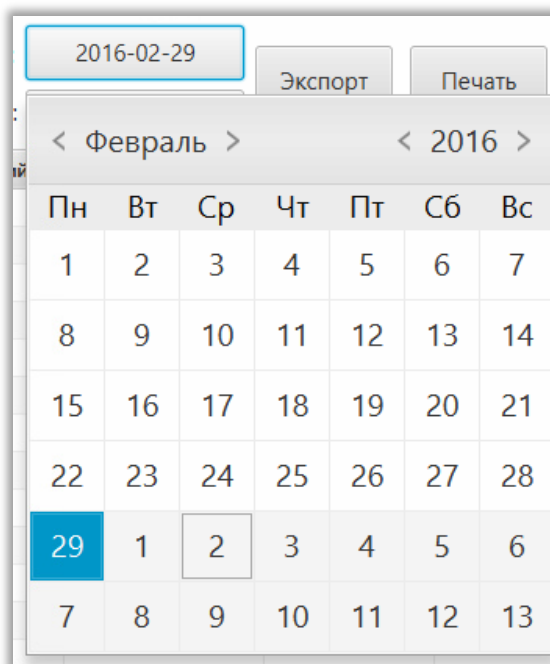 2016-02-29
Экспорт Печать
:
ий
< Февраль > < 2016 >
Пн Вт Ср Чт Пт Сб Вс
1 2 3 4 5 6 7
8 9 10 11 12 13 14
15 16 17 18 19 20 21
22 23 24 25 26 27 28
29 1 2 3 4 5 6
7 8 9 10 11 12 13